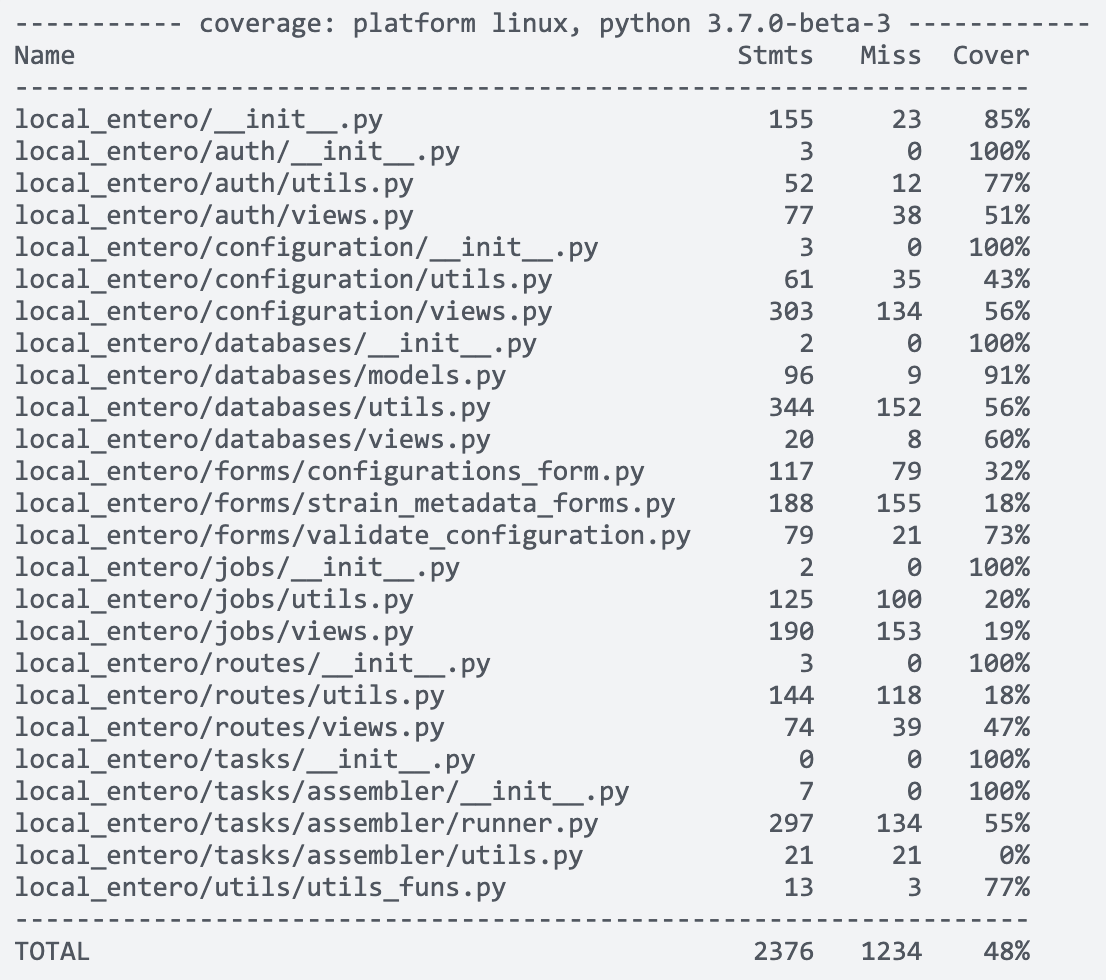 ----------- coverage: platform linux, python 3.7.0-beta-3 ------------
Name                                           Stmts   Miss  Cover
------------------------------------------------------------------
local_entero/__init__.py                         155     23    85%
local_entero/auth/__init__.py                      3      0   100%
local_entero/auth/utils.py                        52     12    77%
local_entero/auth/views.py                        77     38    51%
local_entero/configuration/__init__.py             3      0   100%
local_entero/configuration/utils.py               61     35    43%
local_entero/configuration/views.py              303    134    56%
local_entero/databases/__init__.py                 2      0   100%
local_entero/databases/models.py                  96      9    91%
local_entero/databases/utils.py                  344    152    56%
local_entero/databases/views.py                   20      8    60%
local_entero/forms/configurations_form.py        117     79    32%
local_entero/forms/strain_metadata_forms.py      188    155    18%
local_entero/forms/validate_configuration.py      79     21    73%
local_entero/jobs/__init__.py                      2      0   100%
local_entero/jobs/utils.py                       125    100    20%
local_entero/jobs/views.py                       190    153    19%
local_entero/routes/__init__.py                    3      0   100%
local_entero/routes/utils.py                     144    118    18%
local_entero/routes/views.py                      74     39    47%
local_entero/tasks/__init__.py                     0      0   100%
local_entero/tasks/assembler/__init__.py           7      0   100%
local_entero/tasks/assembler/runner.py           297    134    55%
local_entero/tasks/assembler/utils.py             21     21     0%
local_entero/utils/utils_funs.py                  13      3    77%
------------------------------------------------------------------
TOTAL                                           2376   1234    48%